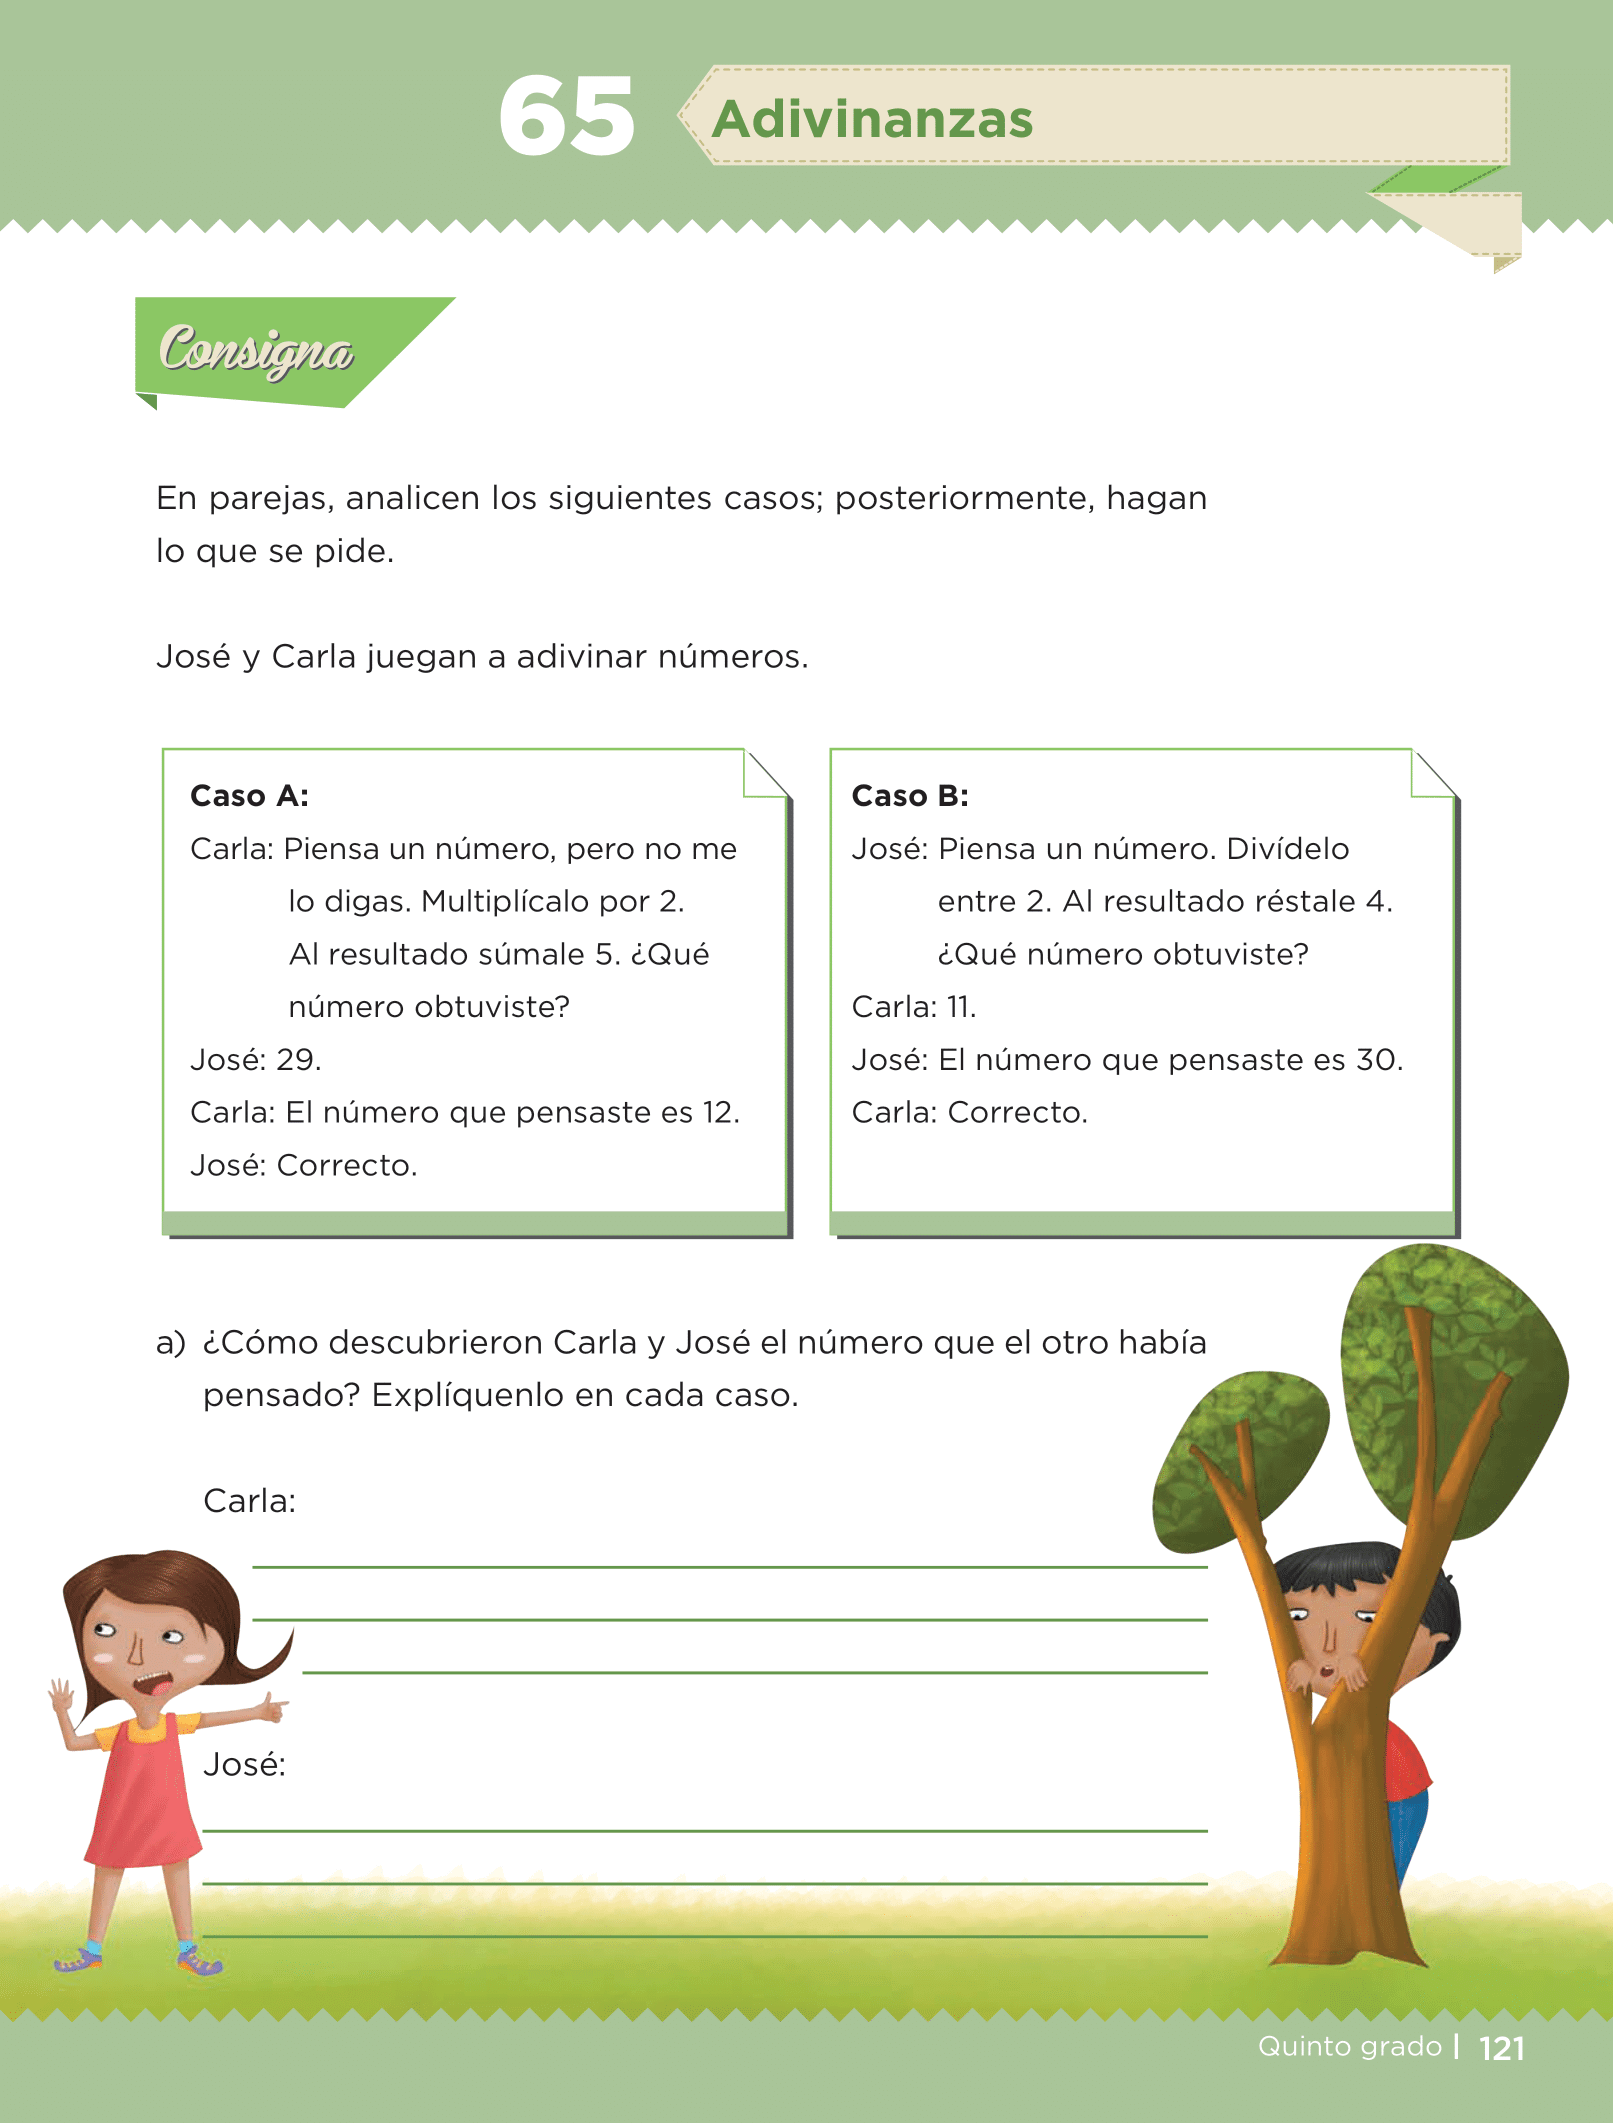 65
Adivinanzas
Consigna
En parejas, analicen los siguientes casos; posteriormente, hagan
lo que se pide.
José y Carla juegan a adivinar números.
Caso A:
Carla: Piensa un número, pero no me
lo digas. Multiplícalo por 2.
Al resultado súmale 5. ¿Qué
número obtuviste?
José: 29.
Carla: El número que pensaste es 12.
José: Correcto.
Caso B:
José: Piensa un número. Divídelo
entre 2. Al resultado réstale 4.
¿Qué número obtuviste?
Carla: 11.
José: El número que pensaste es 30.
Carla: Correcto.
a) ¿Cómo descubrieron Carla y José el número que el otro había
pensado? Explíquenlo en cada caso.
Carla:
José:
Quinto grado | 121